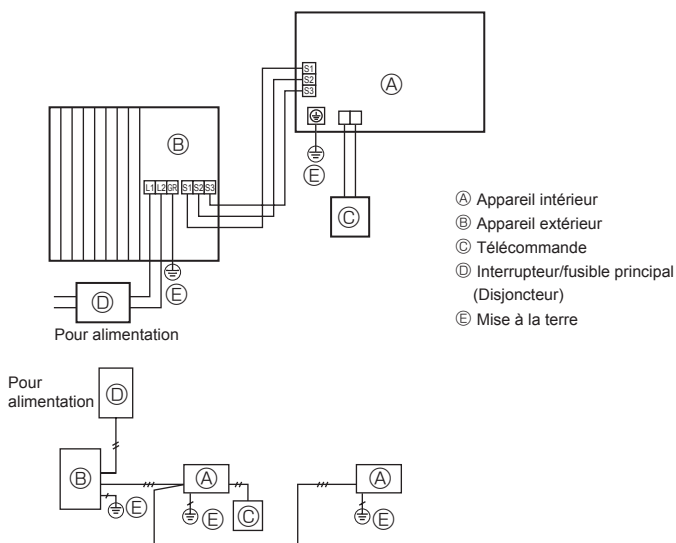 S1
S2
S3
Ⓐ
Ⓑ
L1 L2 GR S1 S2 S3
Ⓔ
Ⓒ
Ⓔ
Ⓓ
Pour alimentation
Ⓐ Appareil intérieur
Ⓑ Appareil extérieur
Ⓒ Télécommande
Ⓓ Interrupteur/fusible principal
(Disjoncteur)
Ⓔ Mise à la terre
Pour
alimentation
Ⓓ
Ⓑ
Ⓔ
Ⓐ
Ⓔ
Ⓒ
Ⓐ
Ⓔ